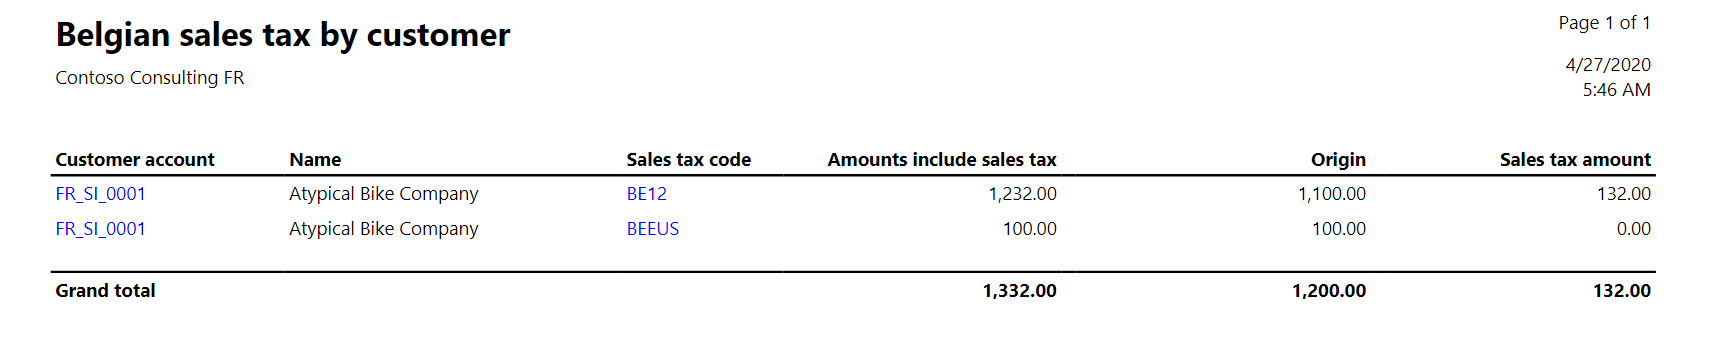 Belgian sales tax by customer
Page 1 of 1
Contoso Consulting FR
4/27/2020
5:46 AM
Customer account Name Sales tax code Amounts include sales tax Origin Sales tax amount
FR_SI_0001 Atypical Bike Company BE12 1,232.00 1,100.00 132.00
FR_SI_0001 Atypical Bike Company BEEUS 100.00 100.00 0.00
Grand total 1,332.00 1,200.00 132.00